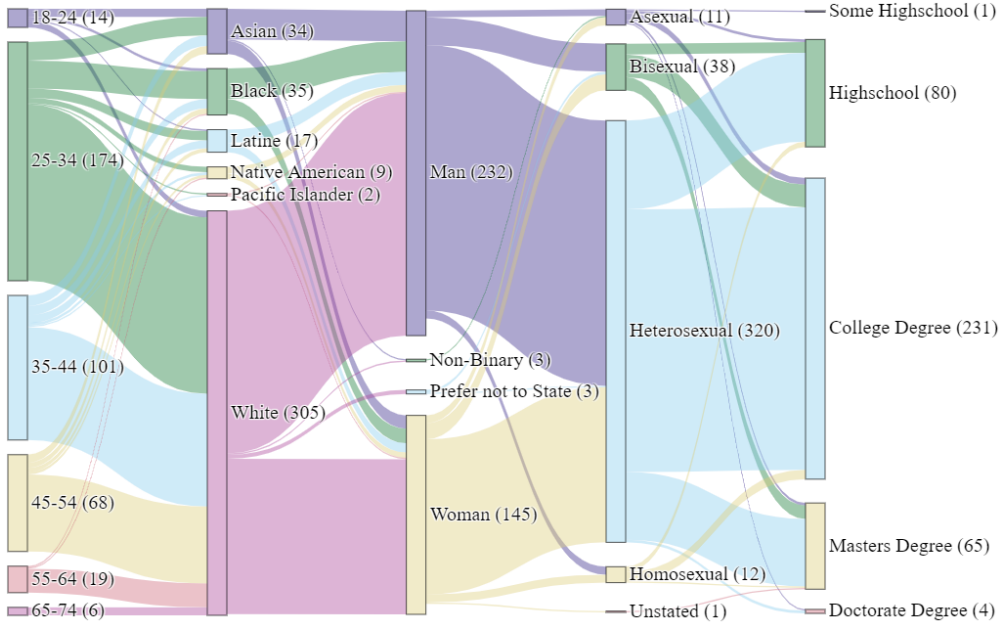 18-24 (14)
25-34 (174)
35-44 (101)
45-54 (68)
55-64 (19)
65-74 (6)
Asian (34)
Black (35)
Latine (17)
Native American (9)
Pacific Islander (2)
White (305)
Man (232)
Non-Binary (3)
Prefer not to State (3)
Woman (145)
Asexual (11)
Bisexual (38)
Heterosexual (320)
Homosexual (12)
Unstated (1)
Some Highschool (1)
Highschool (80)
College Degree (231)
Masters Degree (65)
Doctorate Degree (4)